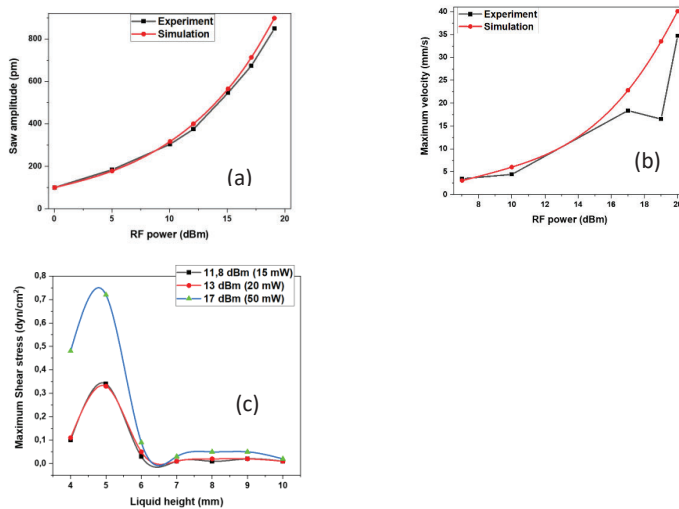 Experiment
Simulation
Saw amplitude (pm)
800
600
400
200
0
0
5
10
15
20
RF power (dBm)
(a)
Experiment
Simulation
Maximum velocity (mm/s)
40
35
30
25
20
15
10
5
0
8
10
12
14
16
18
20
RF power (dBm)
(b)
11,8 dBm (15 mW)
13 dBm (20 mW)
17 dBm (50 mW)
Maximum Shear stress (dyn/cm²)
0,8
0,7
0,6
0,5
0,4
0,3
0,2
0,1
0,0
4
5
6
7
8
9
10
Liquid height (mm)
(c)